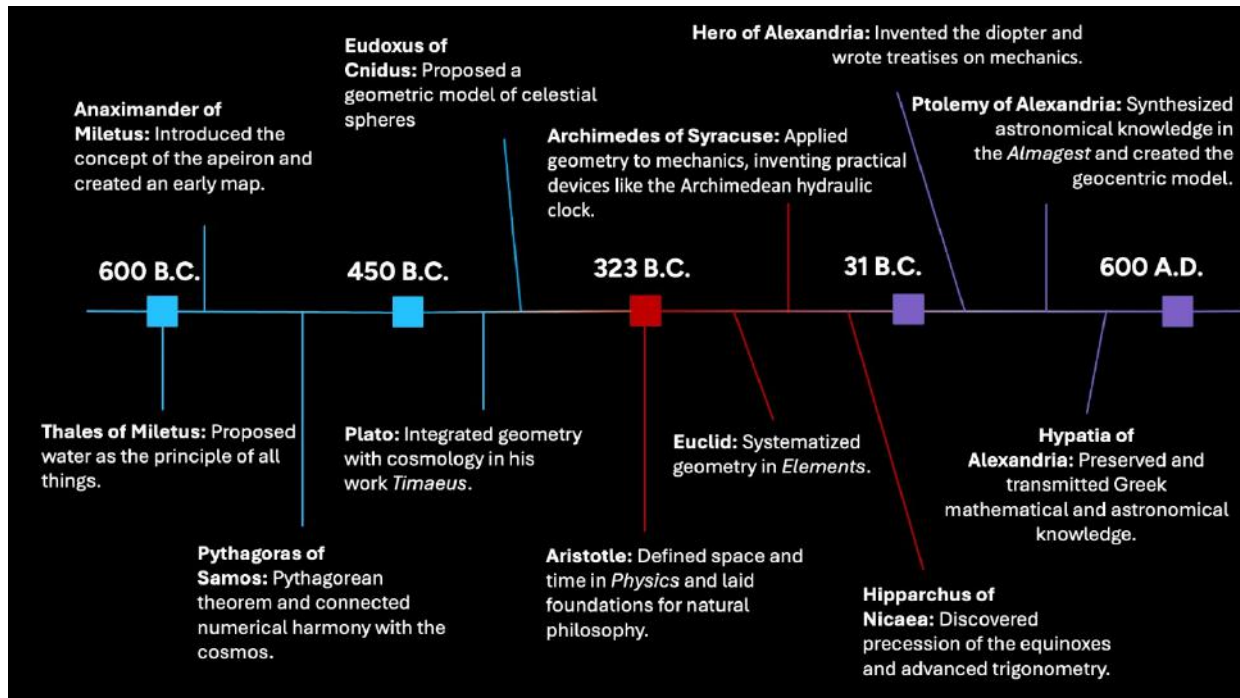 Hero of Alexandria: Invented the diopter and
wrote treatises on mechanics.
Eudoxus of
Cnidus: Proposed a
geometric model of celestial
spheres
Anaximander of
Miletus: Introduced the
concept of the apeiron and
created an early map.
Archimedes of Syracuse: Applied
geometry to mechanics, inventing practical
devices like the Archimedean hydraulic
clock.
Ptolemy of Alexandria: Synthesized
astronomical knowledge in
the Almagest and created the
geocentric model.
600 B.C.
450 B.C.
323 B.C.
31 B.C.
600 A.D.
Thales of Miletus: Proposed
water as the principle of all
things.
Plato: Integrated geometry
with cosmology in his
work Timaeus.
Euclid: Systematized
geometry in Elements.
Hypatia of
Alexandria: Preserved and
transmitted Greek
mathematical and astronomical
knowledge.
Pythagoras of
Samos: Pythagorean
theorem and connected
numerical harmony with the
cosmos.
Aristotle: Defined space and
time in Physics and laid
foundations for natural
philosophy.
Hipparchus of
Nicaea: Discovered
precession of the equinoxes
and advanced trigonometry.